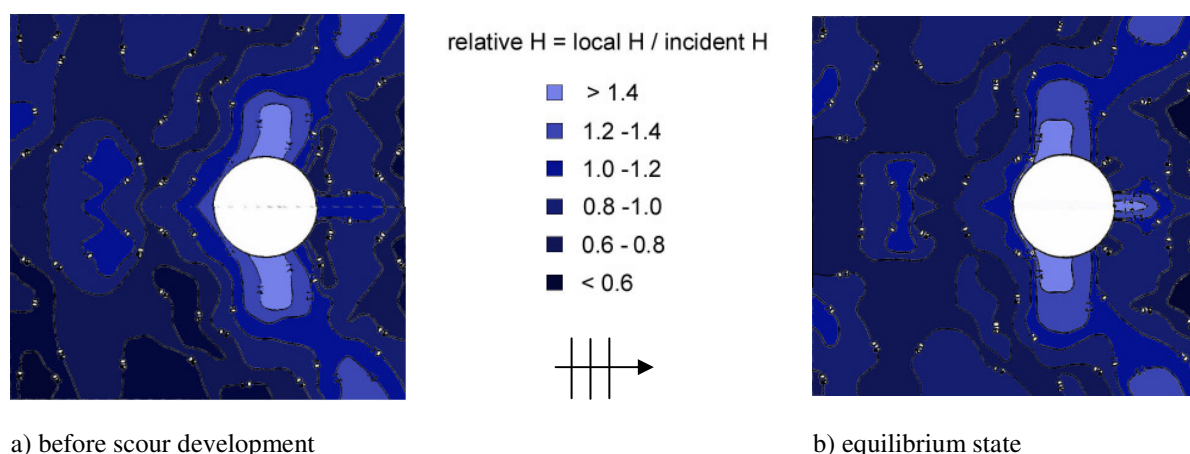 relative H = local H / incident H
> 1.4
1.2 -1.4
1.0 -1.2
0.8 -1.0
0.6 - 0.8
< 0.6
a) before scour development
b) equilibrium state